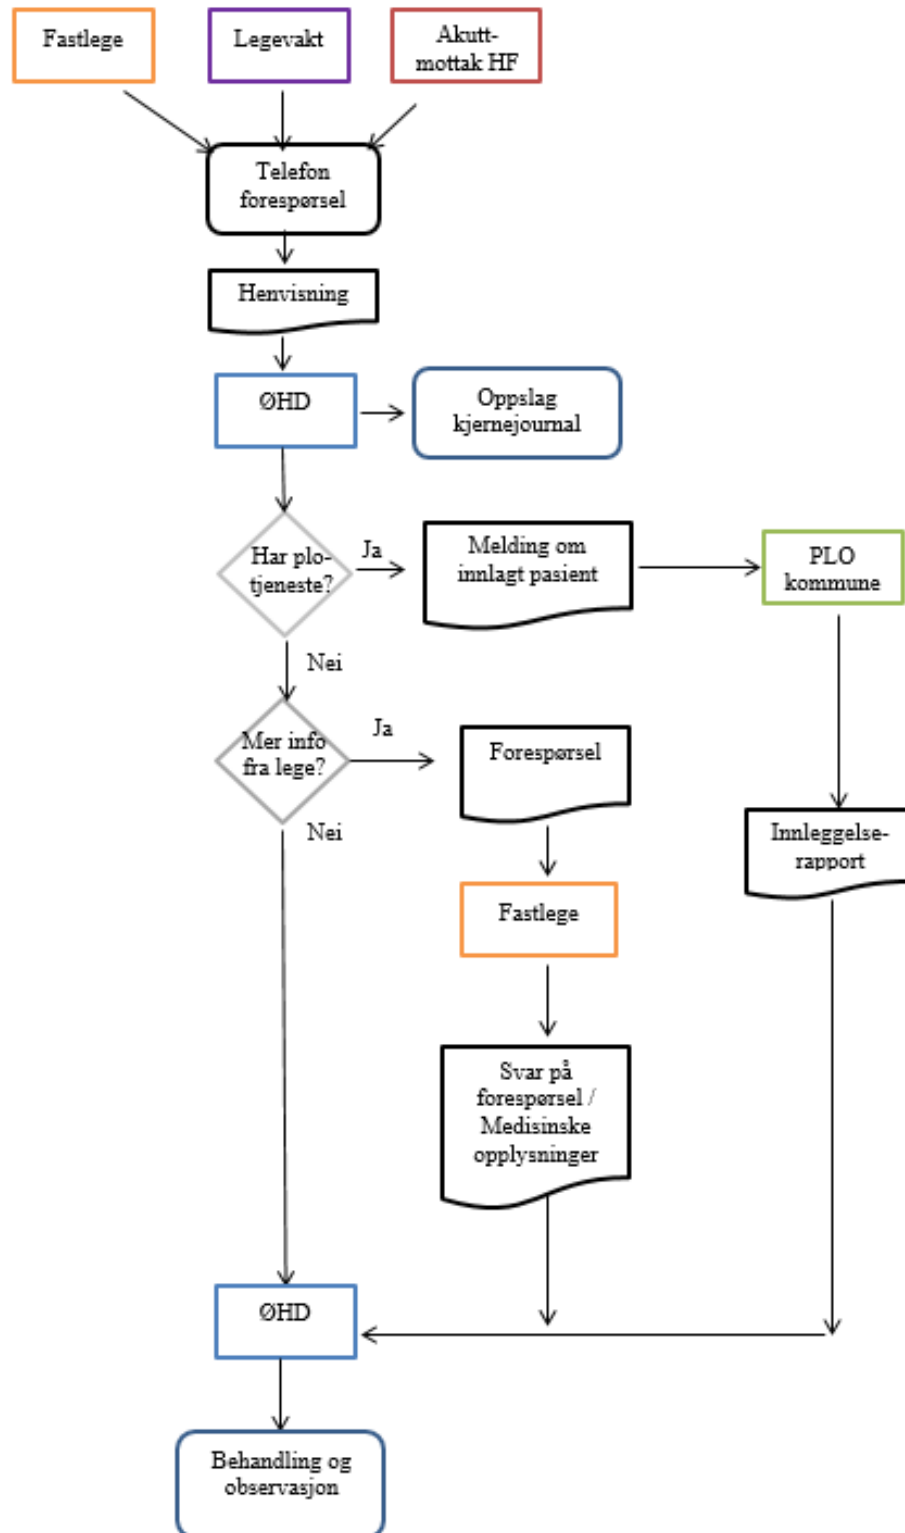 Fastlege
Legevakt
Akutt-
mottak HF
Telefon
forespørsel
Henvisning
ØHD
Oppslag
kjernejournal
Har plo-
tjeneste?
Ja
Melding om
innlagt pasient
PLO
kommune
Nei
Mer info
fra lege?
Ja
Forespørsel
Nei
Innleggelse-
rapport
Fastlege
Svar på
forespørsel /
Medisinske
opplysninger
ØHD
Behandling og
observasjon